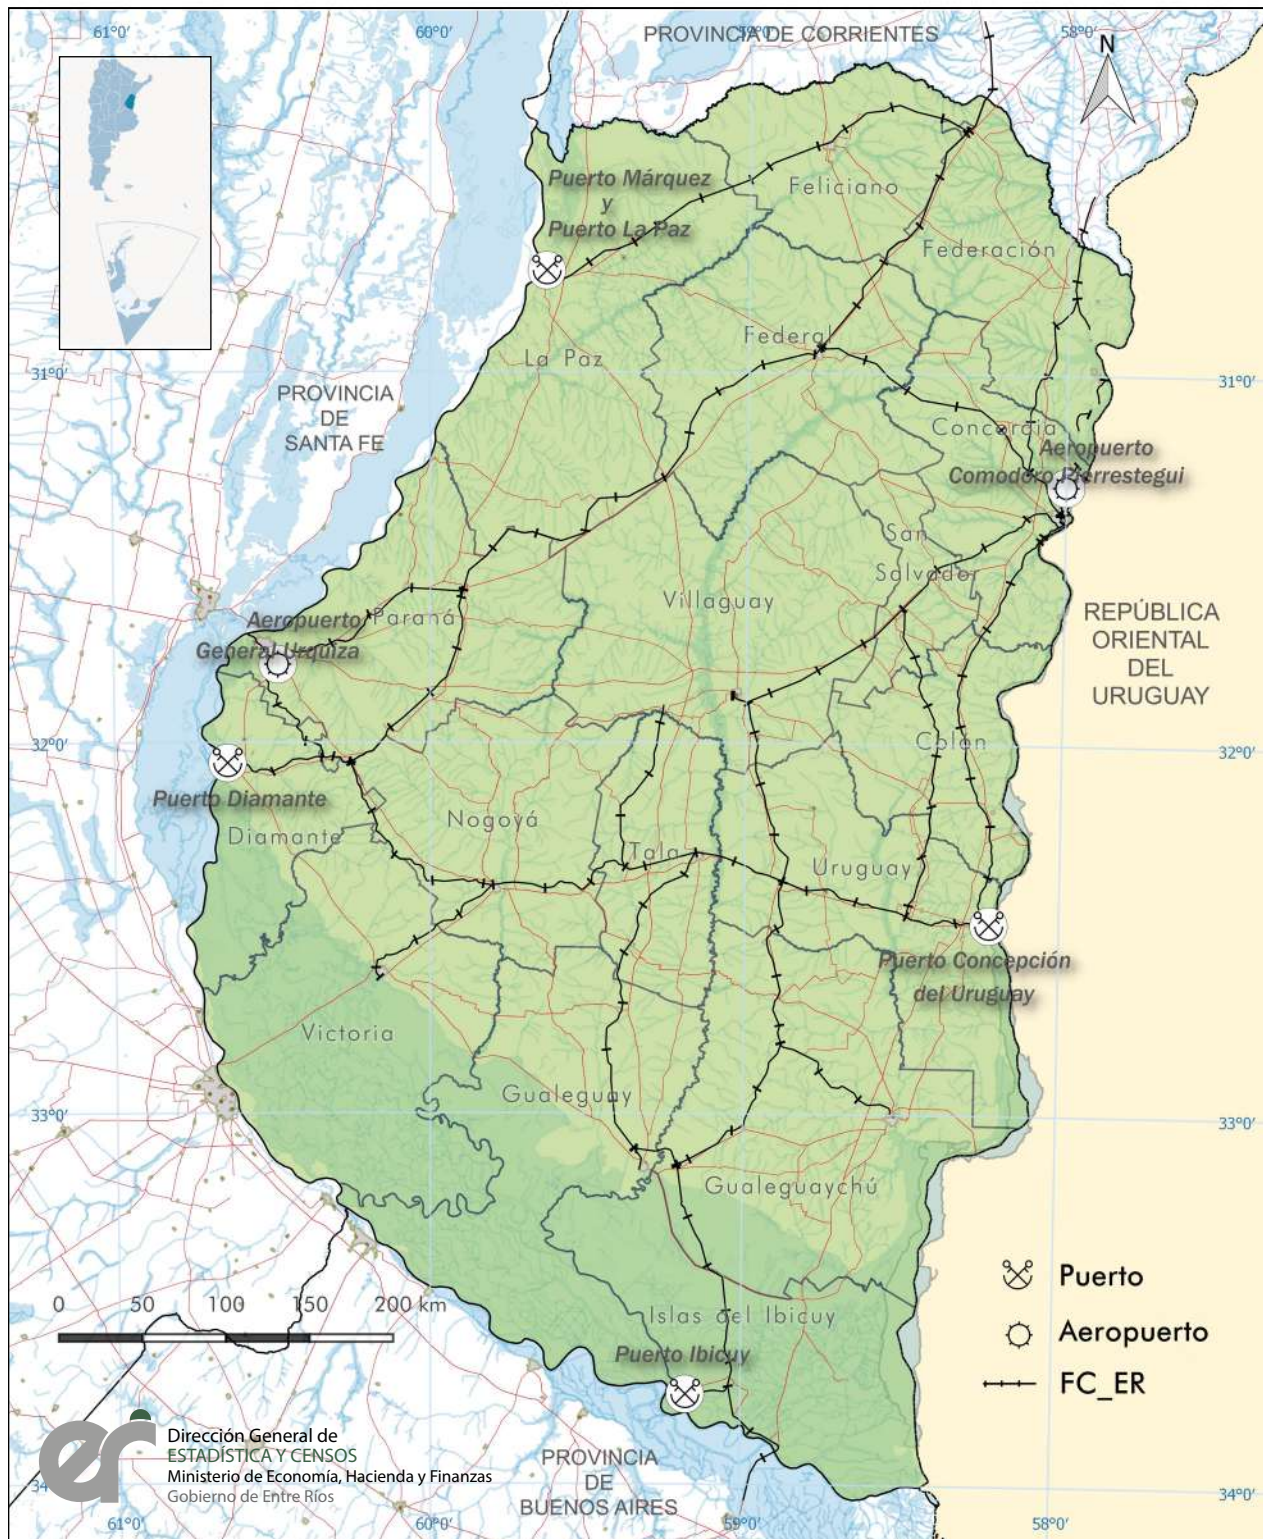 61°0'
60°0'
59°0'
58°0'
PROVINCIA DE CORRIENTES
N
Puerto Márquez
y
Puerto La Paz
Feliciano
Federación
Federal
La Paz
31°0'
31°0'
PROVINCIA
DE
SANTA FE
Concordia
Aeropuerto
Comodoro Pierrestegui
San
Salvador
Villaguay
REPÚBLICA
ORIENTAL
DEL
URUGUAY
Aeropuerto
General Urquiza
Paraná
32°0'
32°0'
Colón
Puerto Diamante
Diamante
Nogoyá
Tala
Uruguay
Puerto Concepción
del Uruguay
Victoria
Gualeguay
33°0'
33°0'
Gualeguaychú
Islas del Ibicuy
Puerto Ibicuy
0 50 100 150 200 km
Puerto
Aeropuerto
FC_ER
er
Dirección General de
ESTADÍSTICA Y CENSOS
Ministerio de Economía, Hacienda y Finanzas
Gobierno de Entre Ríos
PROVINCIA
DE
BUENOS AIRES
34°0'
61°0'
60°0'
59°0'
58°0'